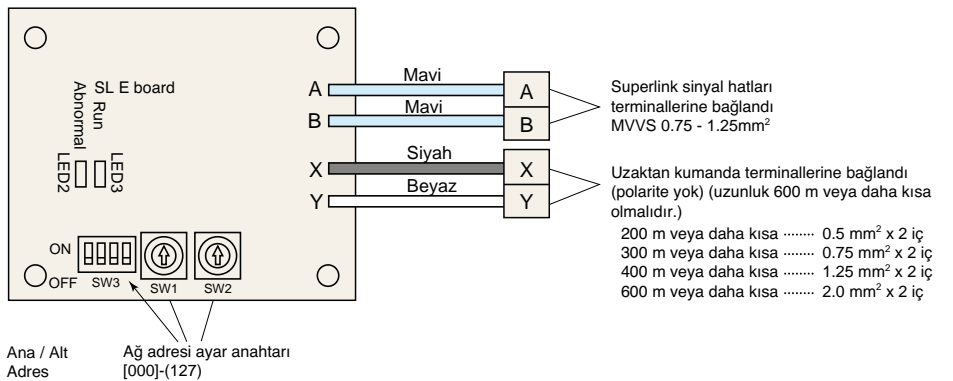 SL E board
Abnormal
Run
LED2
LED3
ON
OFF
SW3
SW1
SW2
A
B
X
Y
Mavi
Mavi
Siyah
Beyaz
A
B
X
Y
Superlink sinyal hatları
terminallerine bağlandı
MVVS 0.75 - 1.25mm²
Uzaktan kumanda terminallerine bağlandı
(polarite yok) (uzunluk 600 m veya daha kısa
olmalıdır.)
200 m veya daha kısa ········ 0.5 mm² x 2 iç
300 m veya daha kısa ········ 0.75 mm² x 2 iç
400 m veya daha kısa ········ 1.25 mm² x 2 iç
600 m veya daha kısa ········ 2.0 mm² x 2 iç
Ana / Alt
Adres
Ağ adresi ayar anahtarı
[000]-(127)